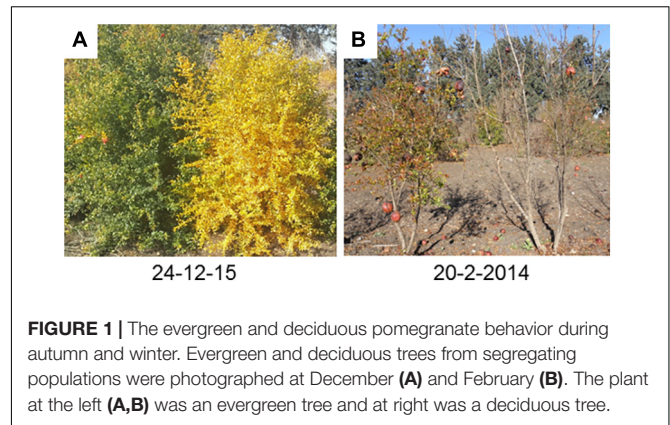 A
B
24-12-15
20-2-2014
FIGURE 1 | The evergreen and deciduous pomegranate behavior during
autumn and winter. Evergreen and deciduous trees from segregating
populations were photographed at December (A) and February (B). The plant
at the left (A,B) was an evergreen tree and at right was a deciduous tree.